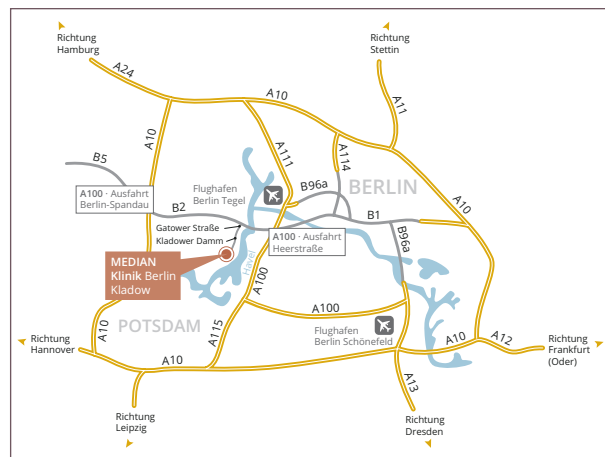 Richtung
Hamburg
Richtung
Stettin
A24
A10
A11
A10
A111
A114
B5
Flughafen
Berlin Tegel
B96a
BERLIN
A10
A100 · Ausfahrt
Berlin-Spandau
B2
Gatower Straße
Kladower Damm
B1
A100 · Ausfahrt
Heerstraße
B96a
MEDIAN
Klinik Berlin
Kladow
Havel
A100
A100
POTSDAM
A115
Flughafen
Berlin Schönefeld
A10
Richtung
Hannover
A10
A10
A12
Richtung
Frankfurt
(Oder)
A13
Richtung
Leipzig
Richtung
Dresden